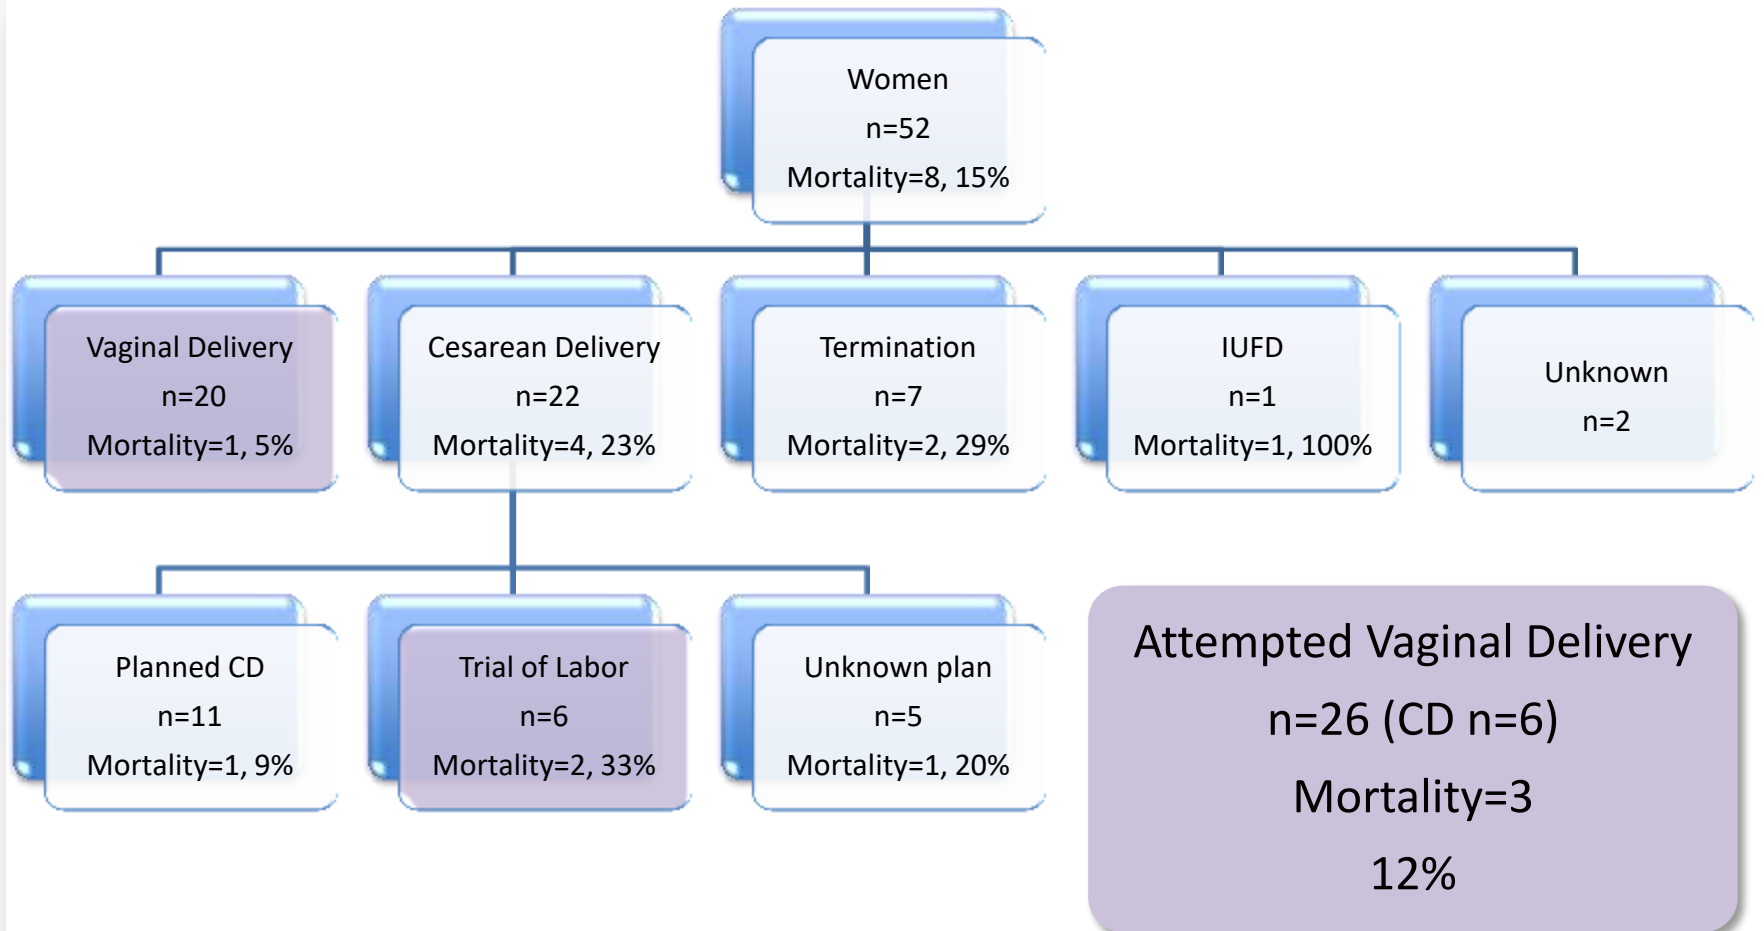 Women
n=52
Mortality=8, 15%
Vaginal Delivery
n=20
Mortality=1, 5%
Cesarean Delivery
n=22
Mortality=4, 23%
Termination
n=7
Mortality=2, 29%
IUFD
n=1
Mortality=1, 100%
Unknown
n=2
Planned CD
n=11
Mortality=1, 9%
Trial of Labor
n=6
Mortality=2, 33%
Unknown plan
n=5
Mortality=1, 20%
Attempted Vaginal Delivery
n=26 (CD n=6)
Mortality=3
12%